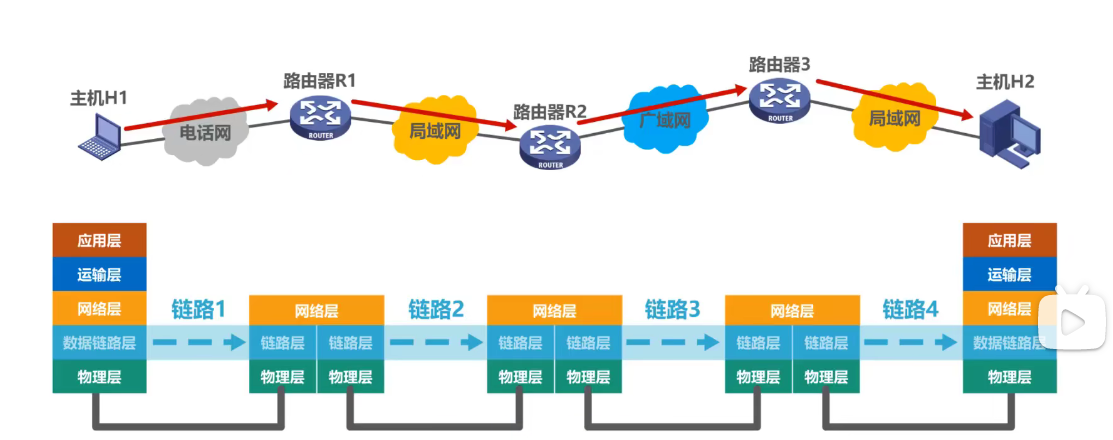 主机H1
电话网
路由器R1
ROUTER
局域网
路由器R2
ROUTER
广域网
路由器3
ROUTER
局域网
主机H2
应用层
运输层
网络层
数据链路层
物理层
链路1
网络层
链路层 链路层
物理层 物理层
链路2
网络层
链路层 链路层
物理层 物理层
链路3
网络层
链路层 链路层
物理层 物理层
链路4
应用层
运输层
网络层
数据链路层
物理层